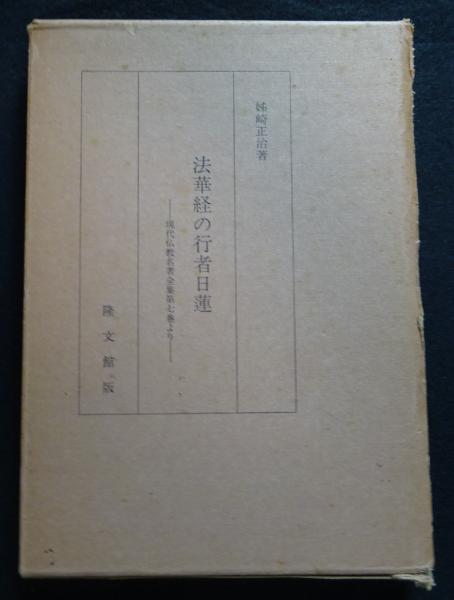 姊崎正治著
法華経の行者日蓮
──現代仏教名著全集第七巻より──
隆文館版